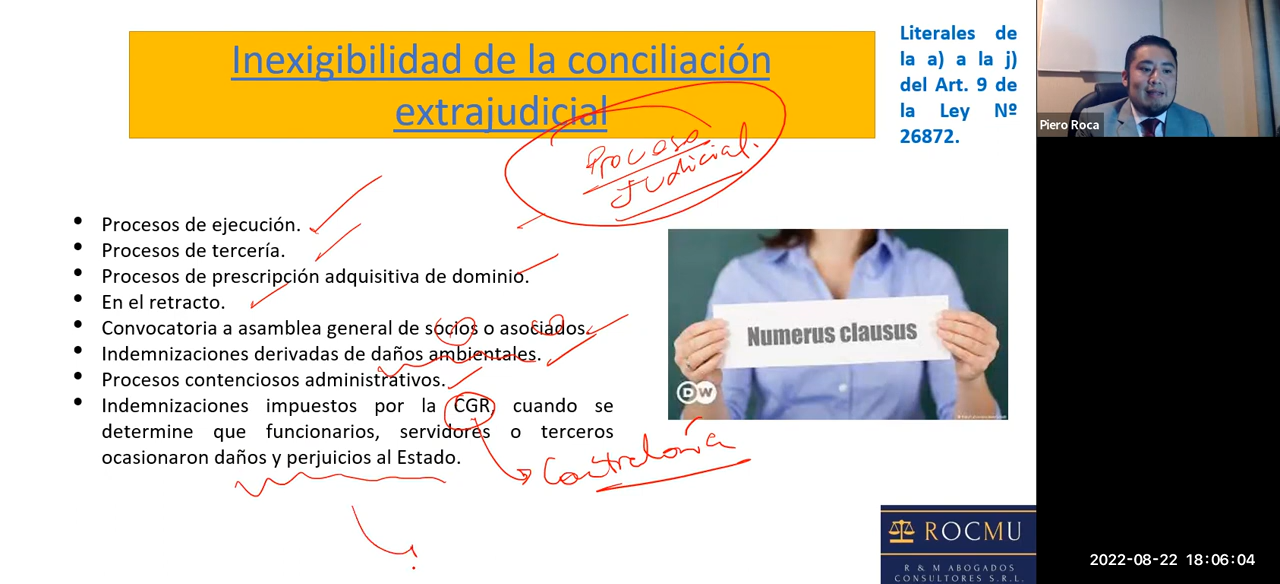 Inexigibilidad de la conciliación
extrajudicial
Literales de
la a) a la j)
del Art. 9 de
la Ley Nº
26872.
Piero Roca
Proceso
Judicial.
• Procesos de ejecución.
• Procesos de tercería.
• Procesos de prescripción adquisitiva de dominio.
• En el retracto.
• Convocatoria a asamblea general de socios o asociados.
• Indemnizaciones derivadas de daños ambientales.
• Procesos contenciosos administrativos.
• Indemnizaciones impuestos por la CGR, cuando se
determine que funcionarios, servidores o terceros
ocasionaron daños y perjuicios al Estado.
Numerus clausus
DW
Contraloría
ROCMU
R & M ABOGADOS
CONSULTORES S.R.L.
2022-08-22 18:06:04